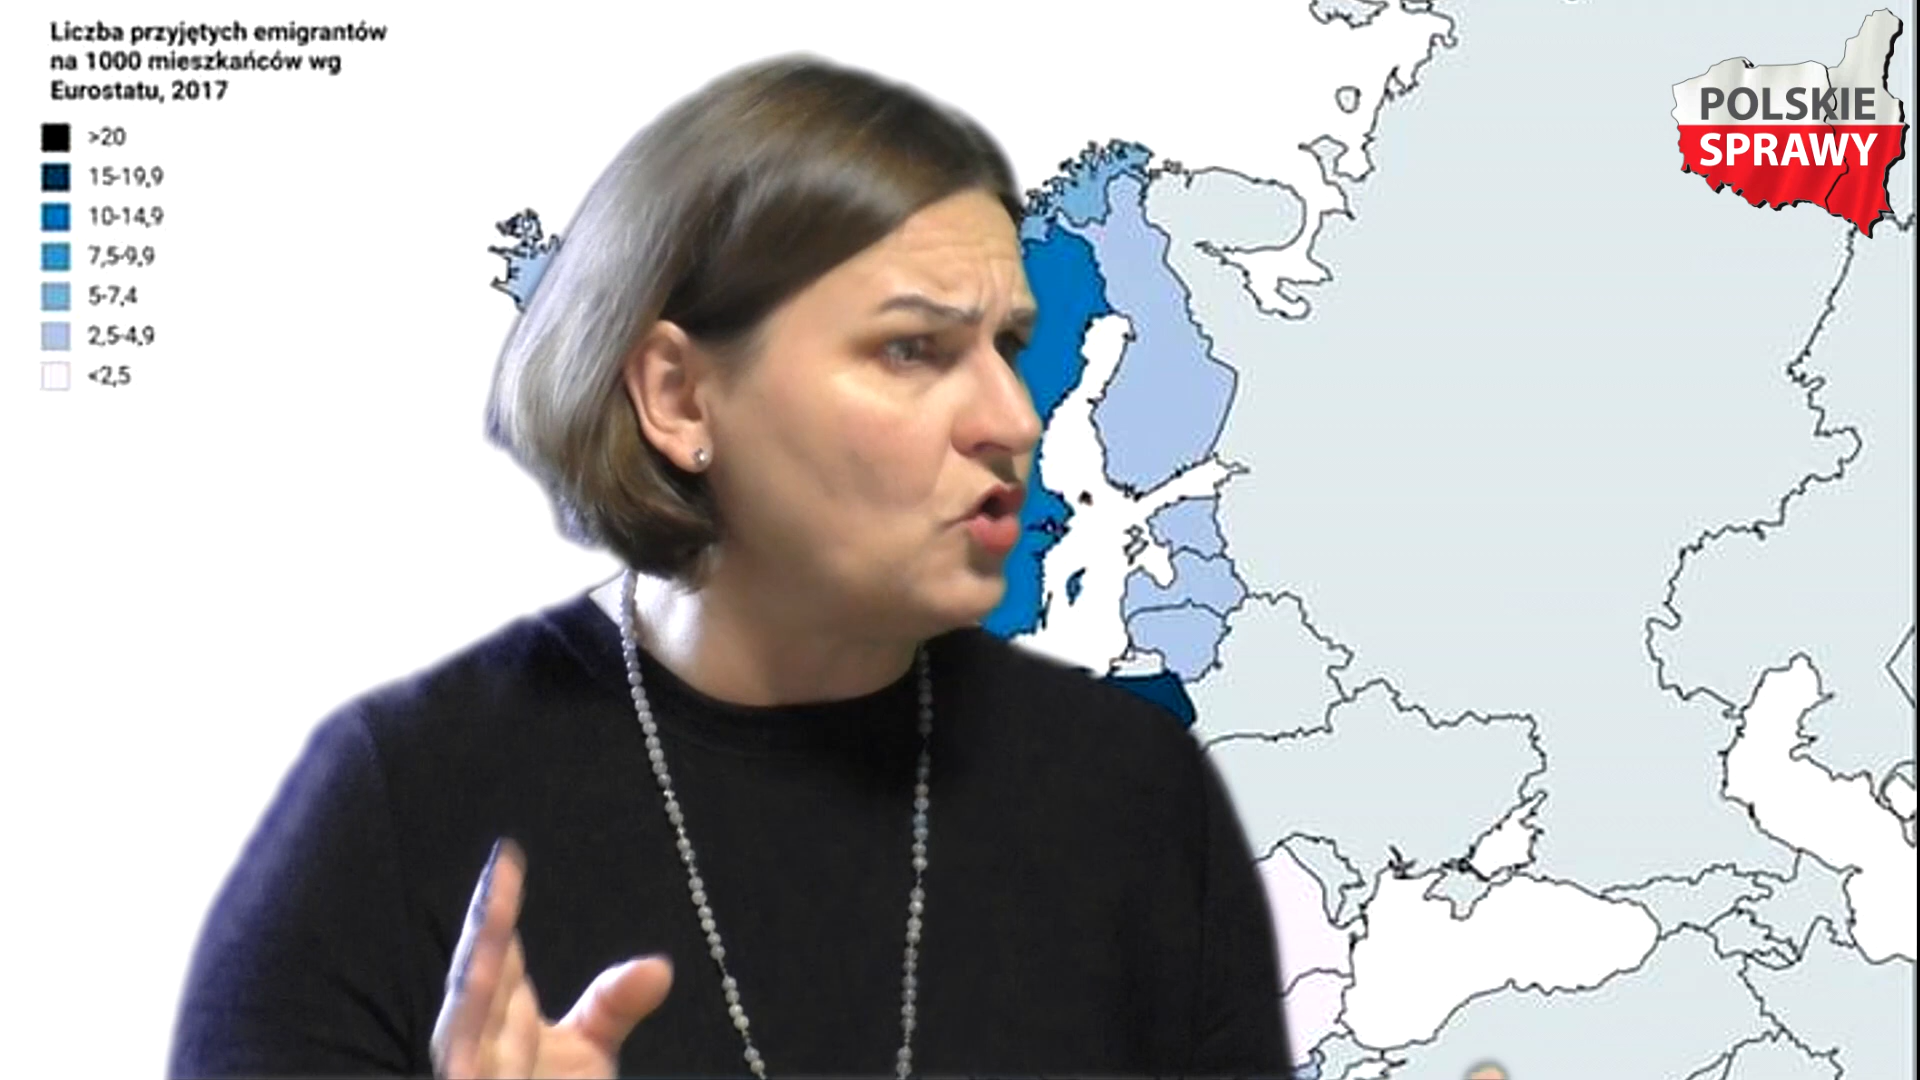 Liczba przyjętych emigrantów
na 1000 mieszkańców wg
Eurostatu, 2017
>20
15-19,9
10-14,9
7,5-9,9
5-7,4
2,5-4,9
<2,5
POLSKIE
SPRAWY